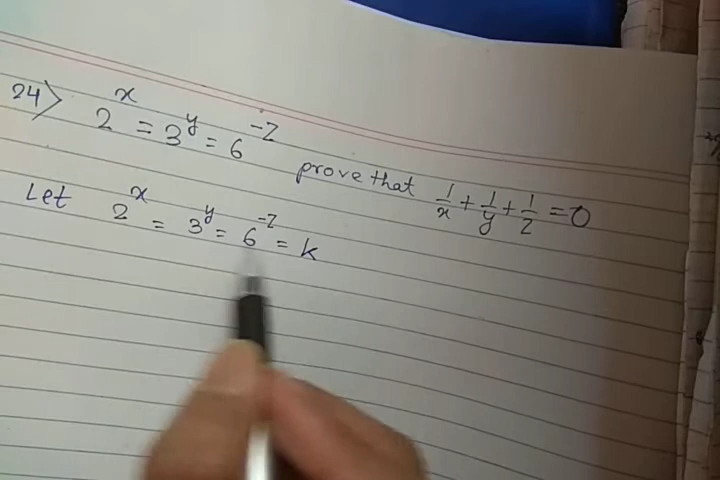 24> 2^x = 3^y = 6^-z prove that 1/x + 1/y + 1/z = 0
Let 2^x = 3^y = 6^-z = k